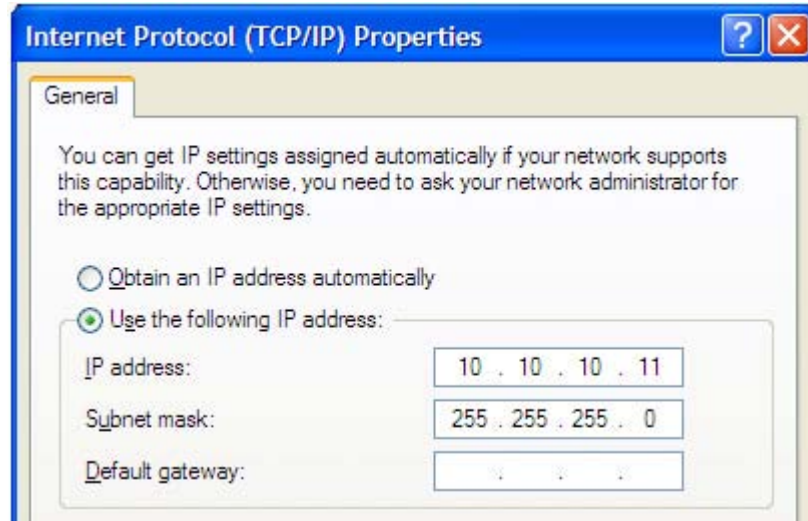 Internet Protocol (TCP/IP) Properties
General
You can get IP settings assigned automatically if your network supports
this capability. Otherwise, you need to ask your network administrator for
the appropriate IP settings.
Obtain an IP address automatically
Use the following IP address:
IP address: 10 . 10 . 10 . 11
Subnet mask: 255 . 255 . 255 . 0
Default gateway: . . .